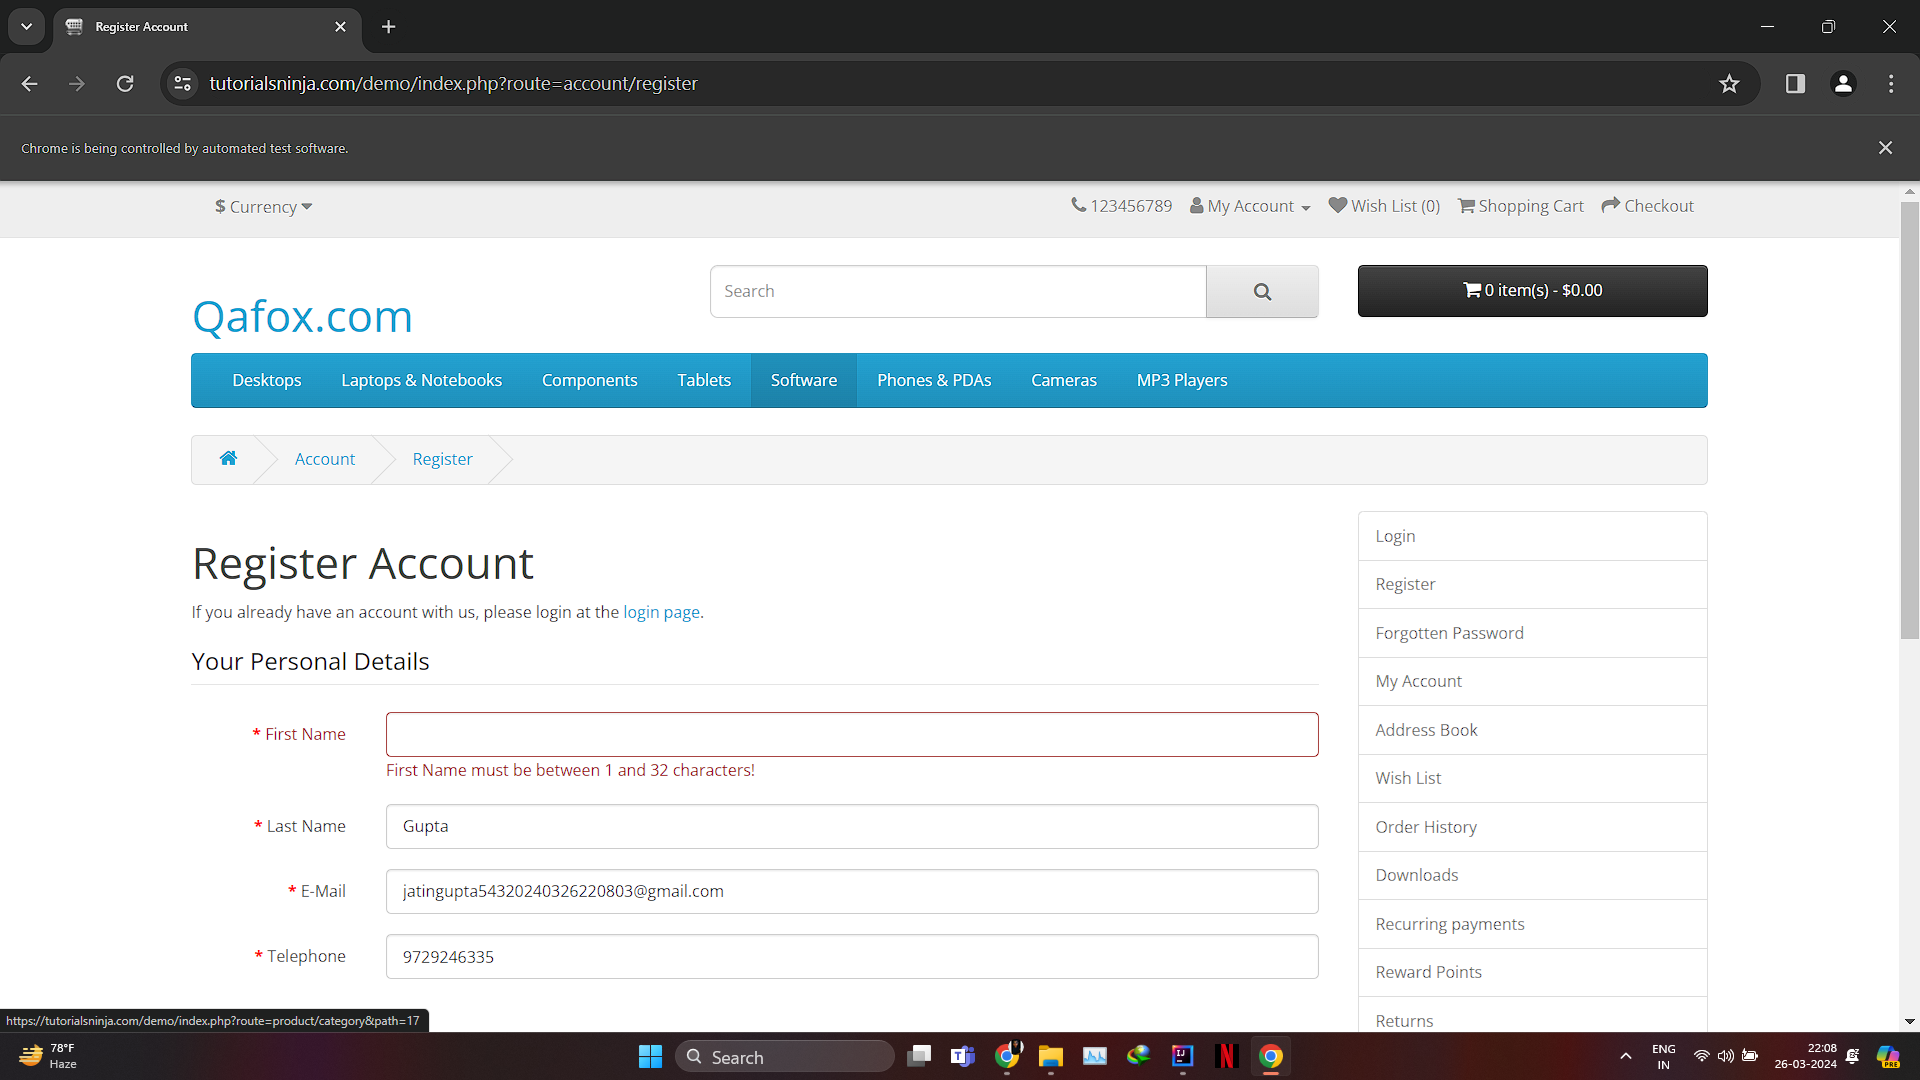 Register Account
tutorialsninja.com/demo/index.php?route=account/register
Chrome is being controlled by automated test software.
$ Currency
123456789 My Account Wish List (0) Shopping Cart Checkout
Qafox.com
Search
0 item(s) - $0.00
Desktops Laptops & Notebooks Components Tablets Software Phones & PDAs Cameras MP3 Players
Account Register
Register Account
If you already have an account with us, please login at the login page.
Your Personal Details
* First Name
First Name must be between 1 and 32 characters!
* Last Name Gupta
* E-Mail jatingupta54320240326220803@gmail.com
* Telephone 9729246335
Login
Register
Forgotten Password
My Account
Address Book
Wish List
Order History
Downloads
Recurring payments
Reward Points
Returns
https://tutorialsninja.com/demo/index.php?route=product/category&path=17
78°F
Haze
Search
ENG
IN
22:08
26-03-2024
PRE